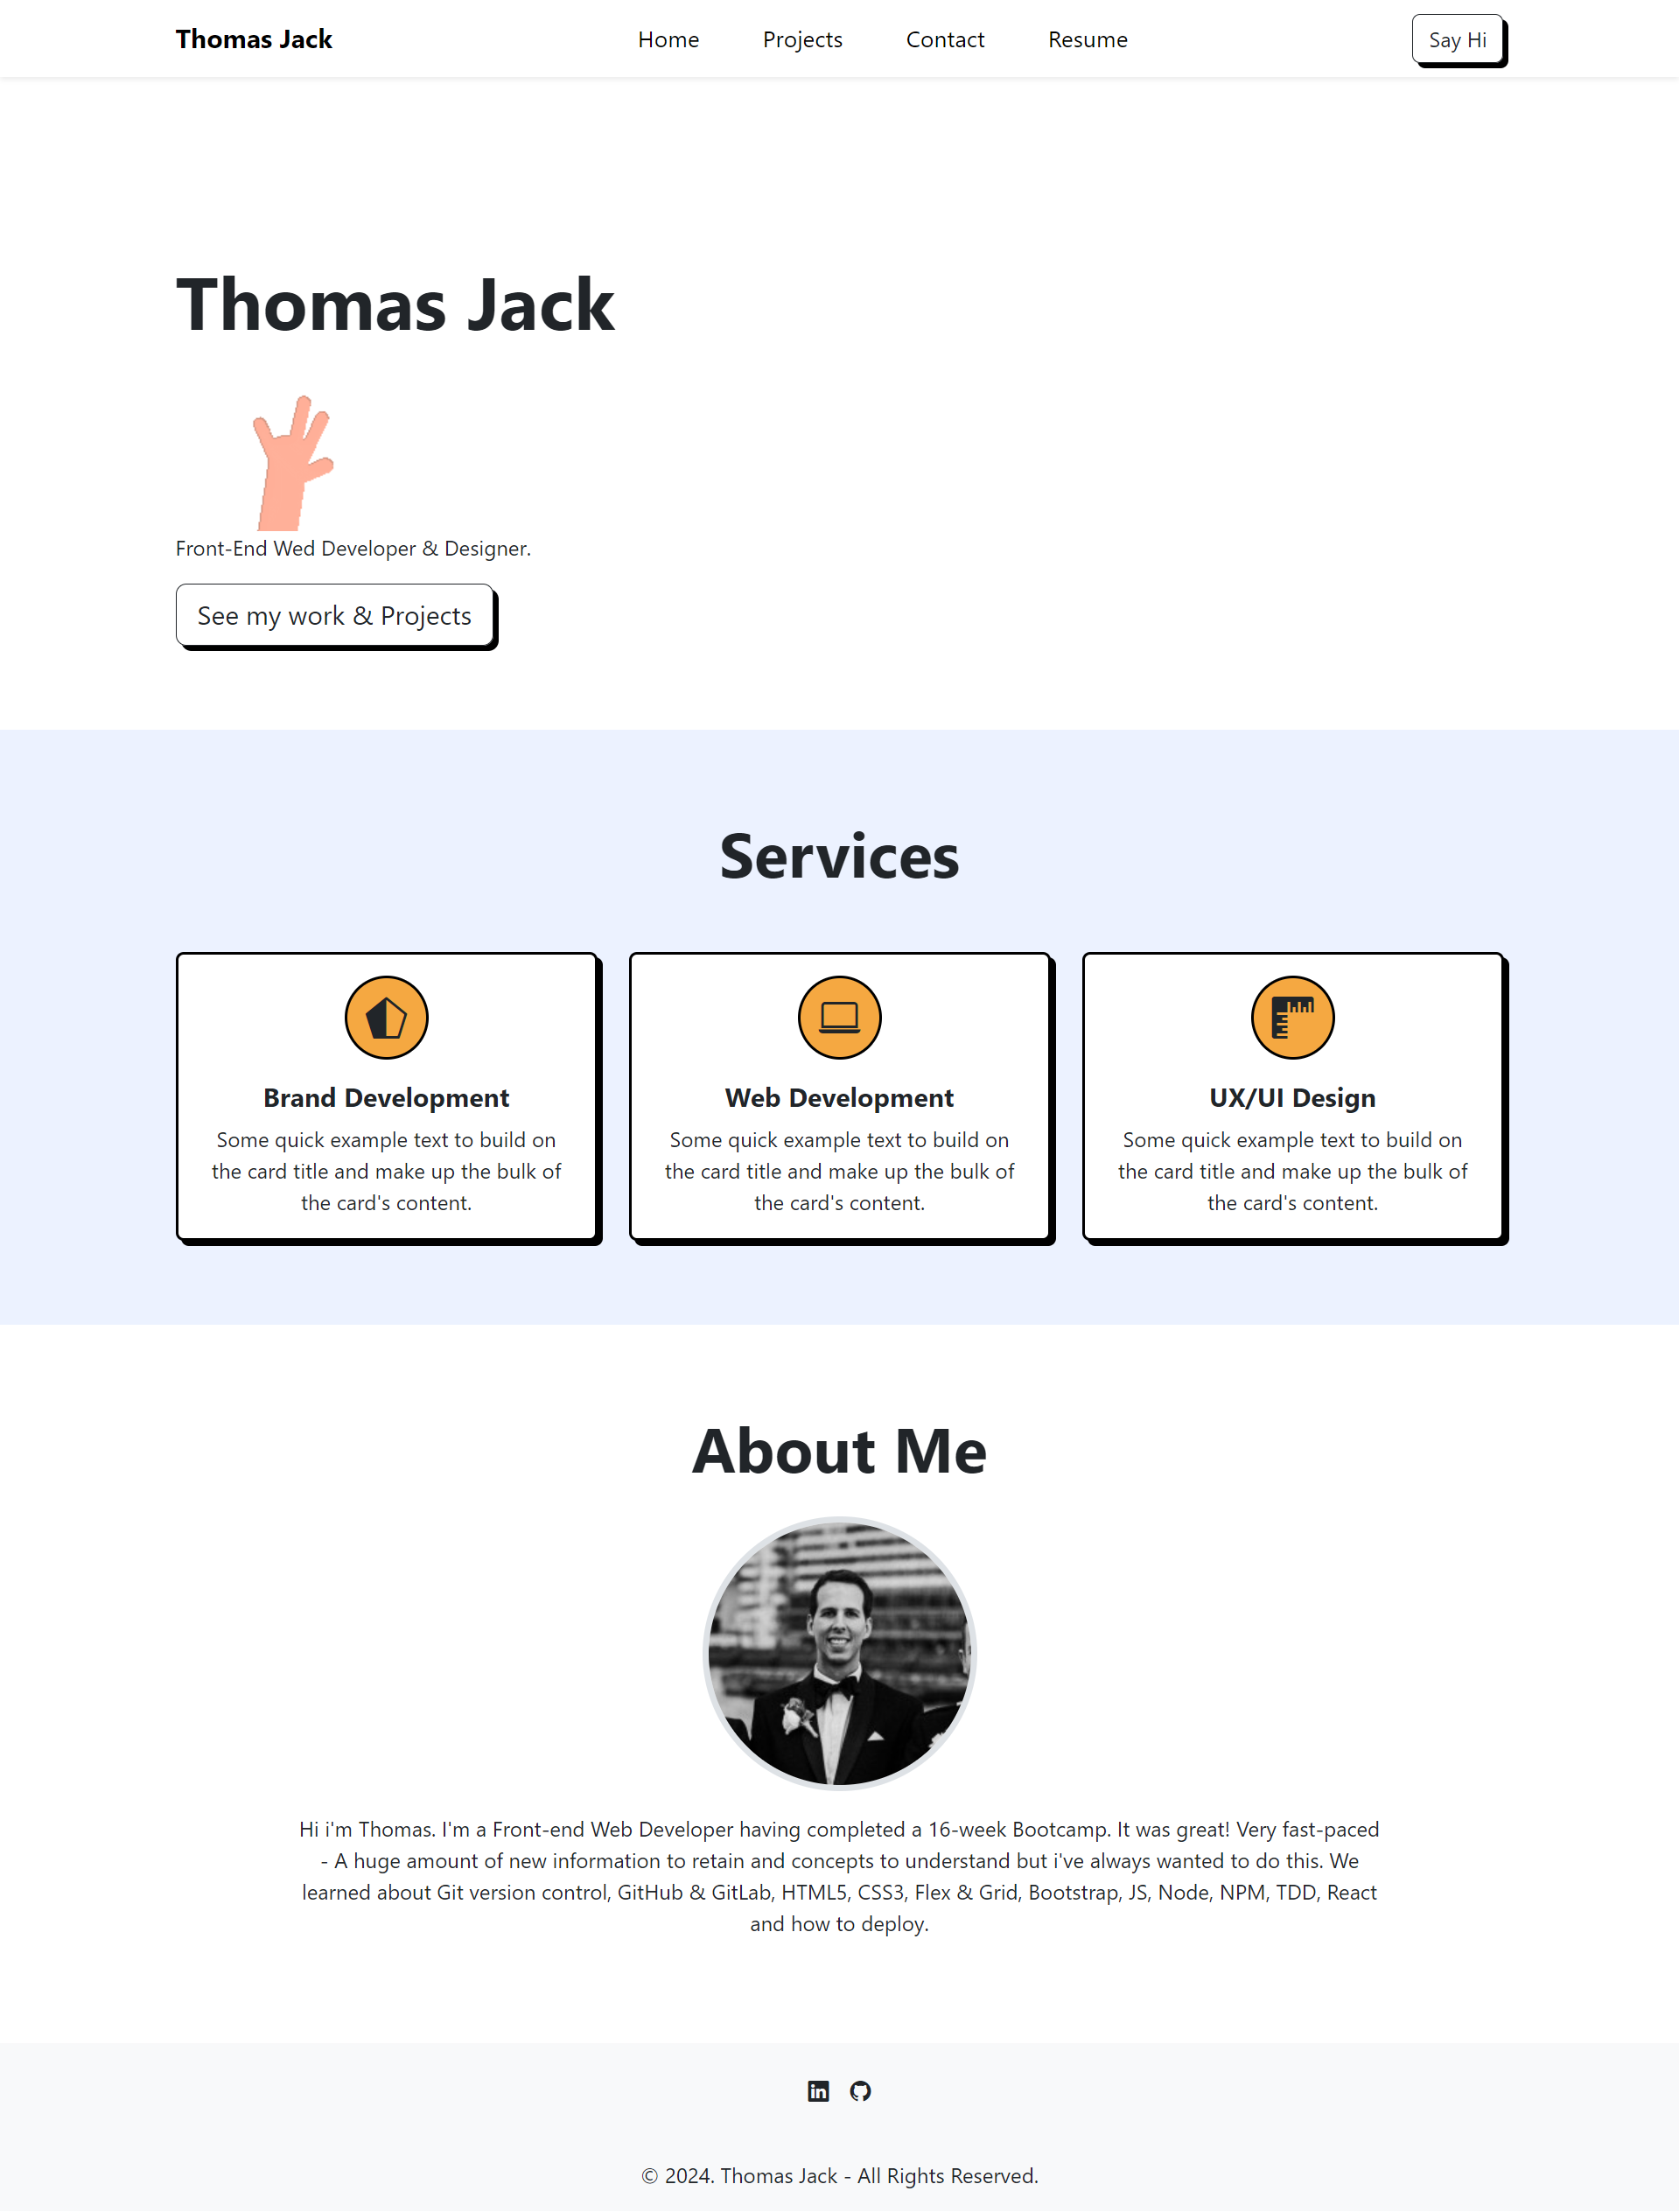 Thomas Jack
Home
Projects
Contact
Resume
Say Hi
Thomas Jack
Front-End Wed Developer & Designer.
See my work & Projects
Services
Brand Development
Some quick example text to build on
the card title and make up the bulk of
the card's content.
Web Development
Some quick example text to build on
the card title and make up the bulk of
the card's content.
UX/UI Design
Some quick example text to build on
the card title and make up the bulk of
the card's content.
About Me
Hi i'm Thomas. I'm a Front-end Web Developer having completed a 16-week Bootcamp. It was great! Very fast-paced
- A huge amount of new information to retain and concepts to understand but i've always wanted to do this. We
learned about Git version control, GitHub & GitLab, HTML5, CSS3, Flex & Grid, Bootstrap, JS, Node, NPM, TDD, React
and how to deploy.
in
© 2024. Thomas Jack - All Rights Reserved.